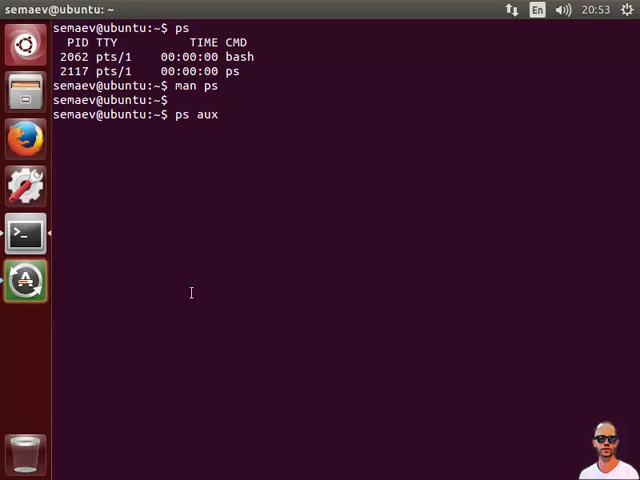 semaev@ubuntu: ~
En
20:53
semaev@ubuntu:~$ ps
PID TTY TIME CMD
2062 pts/1 00:00:00 bash
2117 pts/1 00:00:00 ps
semaev@ubuntu:~$ man ps
semaev@ubuntu:~$
semaev@ubuntu:~$ ps aux